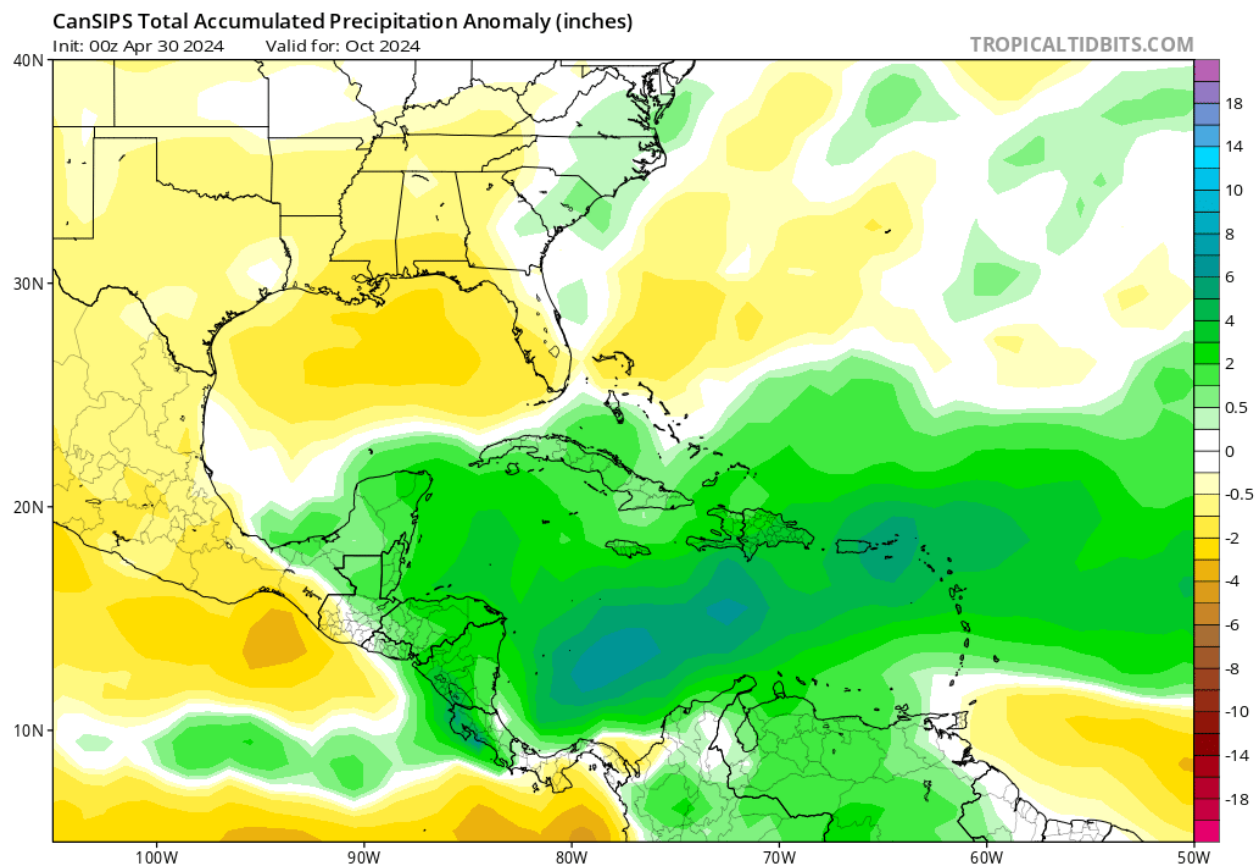 CanSIPS Total Accumulated Precipitation Anomaly (inches)
Init: 00z Apr 30 2024 Valid for: Oct 2024 TROPICALTIDBITS.COM
40N
30N
20N
10N
100W 90W 80W 70W 60W 50W
18
14
10
8
6
4
2
0.5
0
-0.5
-2
-4
-6
-8
-10
-14
-18